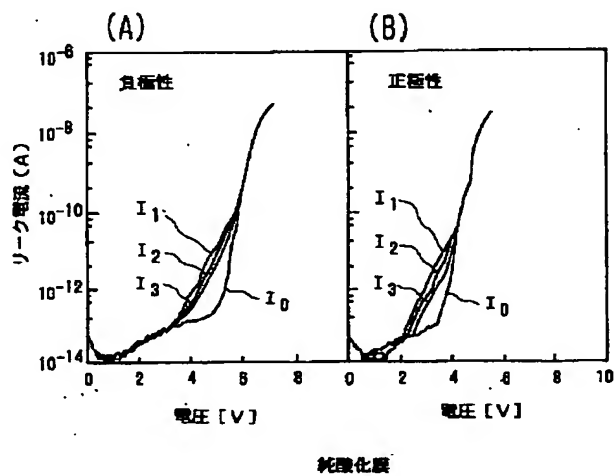 (A)
負極性
リーク電流(A)
10⁻⁶
10⁻⁸
10⁻¹⁰
10⁻¹²
10⁻¹⁴
I₁
I₂
I₃
I₀
0 2 4 6 8
電圧[V]
(B)
正極性
I₁
I₂
I₃
I₀
0 2 4 6 8 10
電圧[V]
純酸化膜